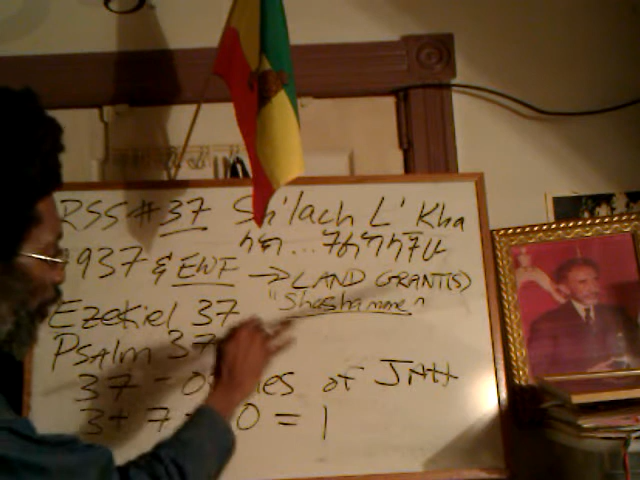 RSS # 37 Sh'lach L'Kha
1937 & EWF → LAND GRANT(S)
Ezekiel 37 "Shashamme"
Psalm 37
37 = of JAH
3 + 7 = 0 = 1